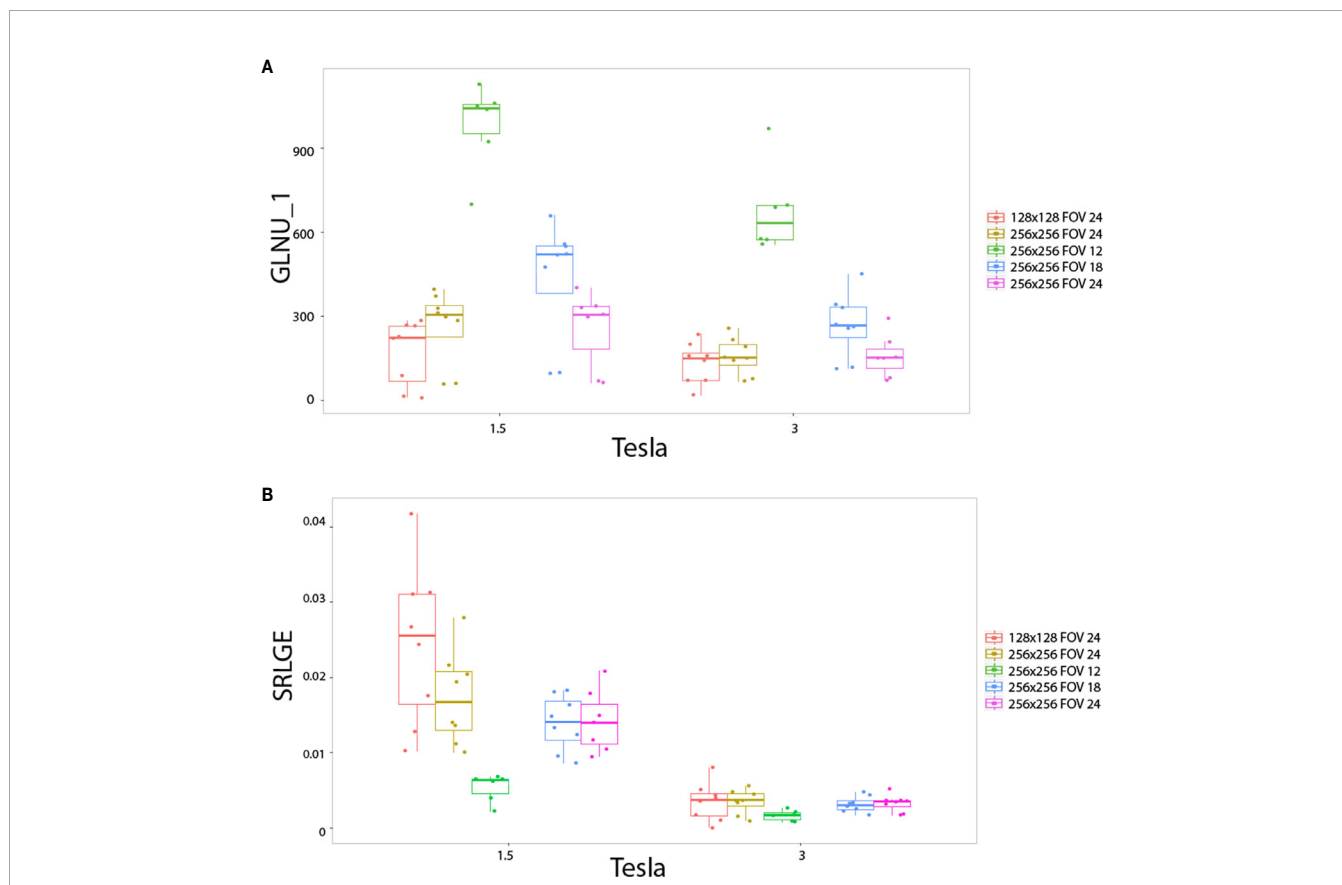 A
GLNU_1
900
600
300
0
1.5
3
Tesla
128x128 FOV 24
256x256 FOV 24
256x256 FOV 12
256x256 FOV 18
256x256 FOV 24
B
SRLGE
0.04
0.03
0.02
0.01
0
1.5
3
Tesla
128x128 FOV 24
256x256 FOV 24
256x256 FOV 12
256x256 FOV 18
256x256 FOV 24